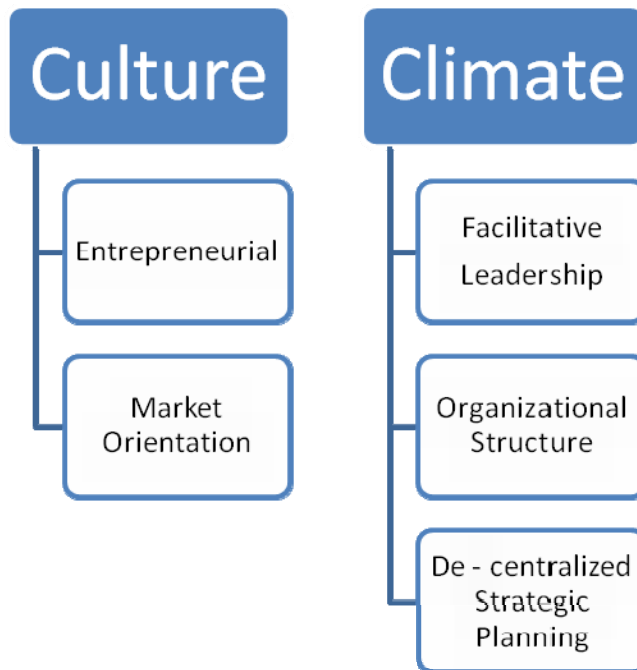 Culture
Entrepreneurial
Market
Orientation
Climate
Facilitative
Leadership
Organizational
Structure
De - centralized
Strategic
Planning